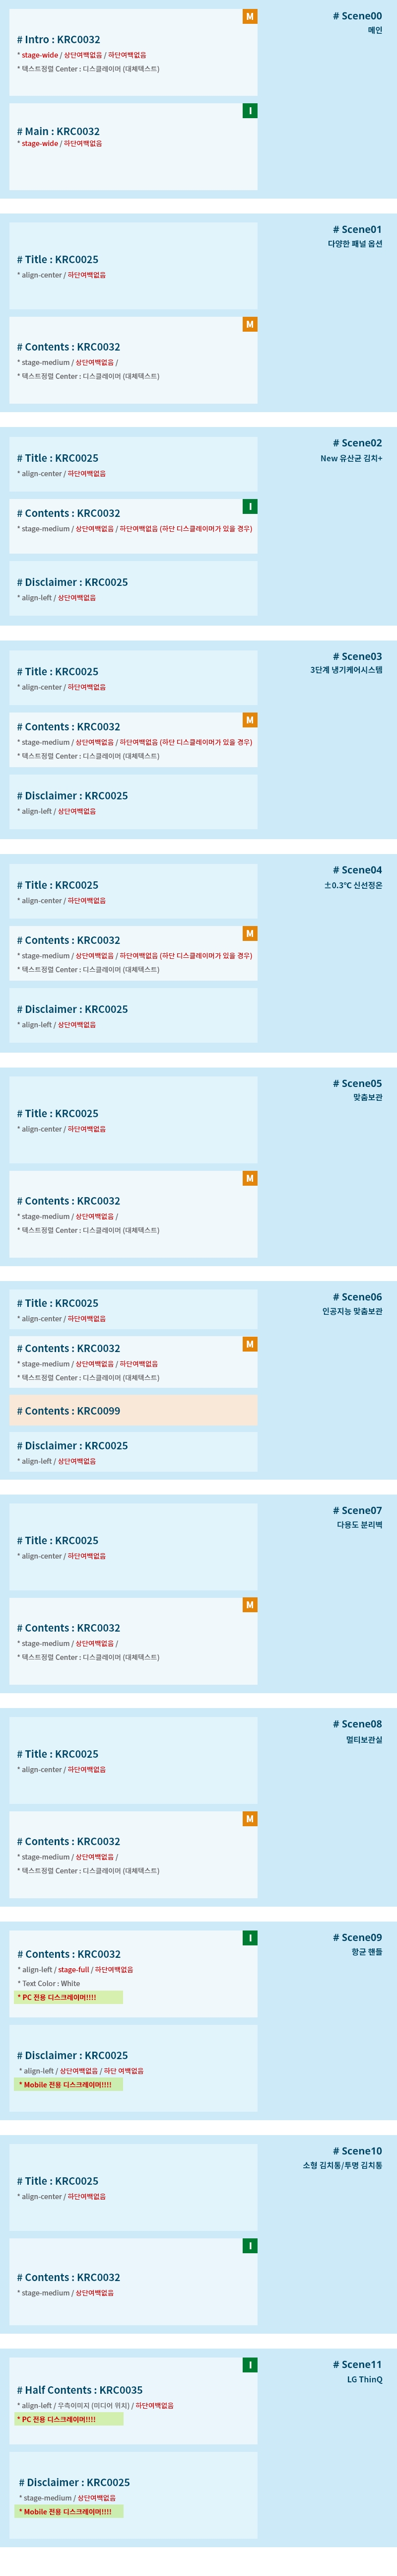 M
# Scene00
메인
# Intro : KRC0032
* stage-wide / 상단여백없음 / 하단여백없음
* 텍스트정렬 Center : 디스클레이머 (대체텍스트)
I
# Main : KRC0032
* stage-wide / 하단여백없음
# Scene01
다양한 패널 옵션
# Title : KRC0025
* align-center / 하단여백없음
M
# Contents : KRC0032
* stage-medium / 상단여백없음 /
* 텍스트정렬 Center : 디스클레이머 (대체텍스트)
# Scene02
New 유산균 김치+
# Title : KRC0025
* align-center / 하단여백없음
I
# Contents : KRC0032
* stage-medium / 상단여백없음 / 하단여백없음 (하단 디스클레이머가 있을 경우)
# Disclaimer : KRC0025
* align-left / 상단여백없음
# Scene03
3단계 냉기케어시스템
# Title : KRC0025
* align-center / 하단여백없음
M
# Contents : KRC0032
* stage-medium / 상단여백없음 / 하단여백없음 (하단 디스클레이머가 있을 경우)
* 텍스트정렬 Center : 디스클레이머 (대체텍스트)
# Disclaimer : KRC0025
* align-left / 상단여백없음
# Scene04
±0.3℃ 신선정온
# Title : KRC0025
* align-center / 하단여백없음
M
# Contents : KRC0032
* stage-medium / 상단여백없음 / 하단여백없음 (하단 디스클레이머가 있을 경우)
* 텍스트정렬 Center : 디스클레이머 (대체텍스트)
# Disclaimer : KRC0025
* align-left / 상단여백없음
# Scene05
맞춤보관
# Title : KRC0025
* align-center / 하단여백없음
M
# Contents : KRC0032
* stage-medium / 상단여백없음 /
* 텍스트정렬 Center : 디스클레이머 (대체텍스트)
# Scene06
인공지능 맞춤보관
# Title : KRC0025
* align-center / 하단여백없음
M
# Contents : KRC0032
* stage-medium / 상단여백없음 / 하단여백없음
* 텍스트정렬 Center : 디스클레이머 (대체텍스트)
# Contents : KRC0099
# Disclaimer : KRC0025
* align-left / 상단여백없음
# Scene07
다용도 분리벽
# Title : KRC0025
* align-center / 하단여백없음
M
# Contents : KRC0032
* stage-medium / 상단여백없음 /
* 텍스트정렬 Center : 디스클레이머 (대체텍스트)
# Scene08
멀티보관실
# Title : KRC0025
* align-center / 하단여백없음
M
# Contents : KRC0032
* stage-medium / 상단여백없음 /
* 텍스트정렬 Center : 디스클레이머 (대체텍스트)
I
# Scene09
항균 핸들
# Contents : KRC0032
* align-left / stage-full / 하단여백없음
* Text Color : White
* PC 전용 디스크레이머!!!!
# Disclaimer : KRC0025
* align-left / 상단여백없음 / 하단 여백없음
* Mobile 전용 디스크레이머!!!!
# Scene10
소형 김치통/투명 김치통
# Title : KRC0025
* align-center / 하단여백없음
I
# Contents : KRC0032
* stage-medium / 상단여백없음
I
# Scene11
LG ThinQ
# Half Contents : KRC0035
* align-left / 우측이미지 (미디어 위치) / 하단여백없음
* PC 전용 디스크레이머!!!!
# Disclaimer : KRC0025
* stage-medium / 상단여백없음
* Mobile 전용 디스크레이머!!!!